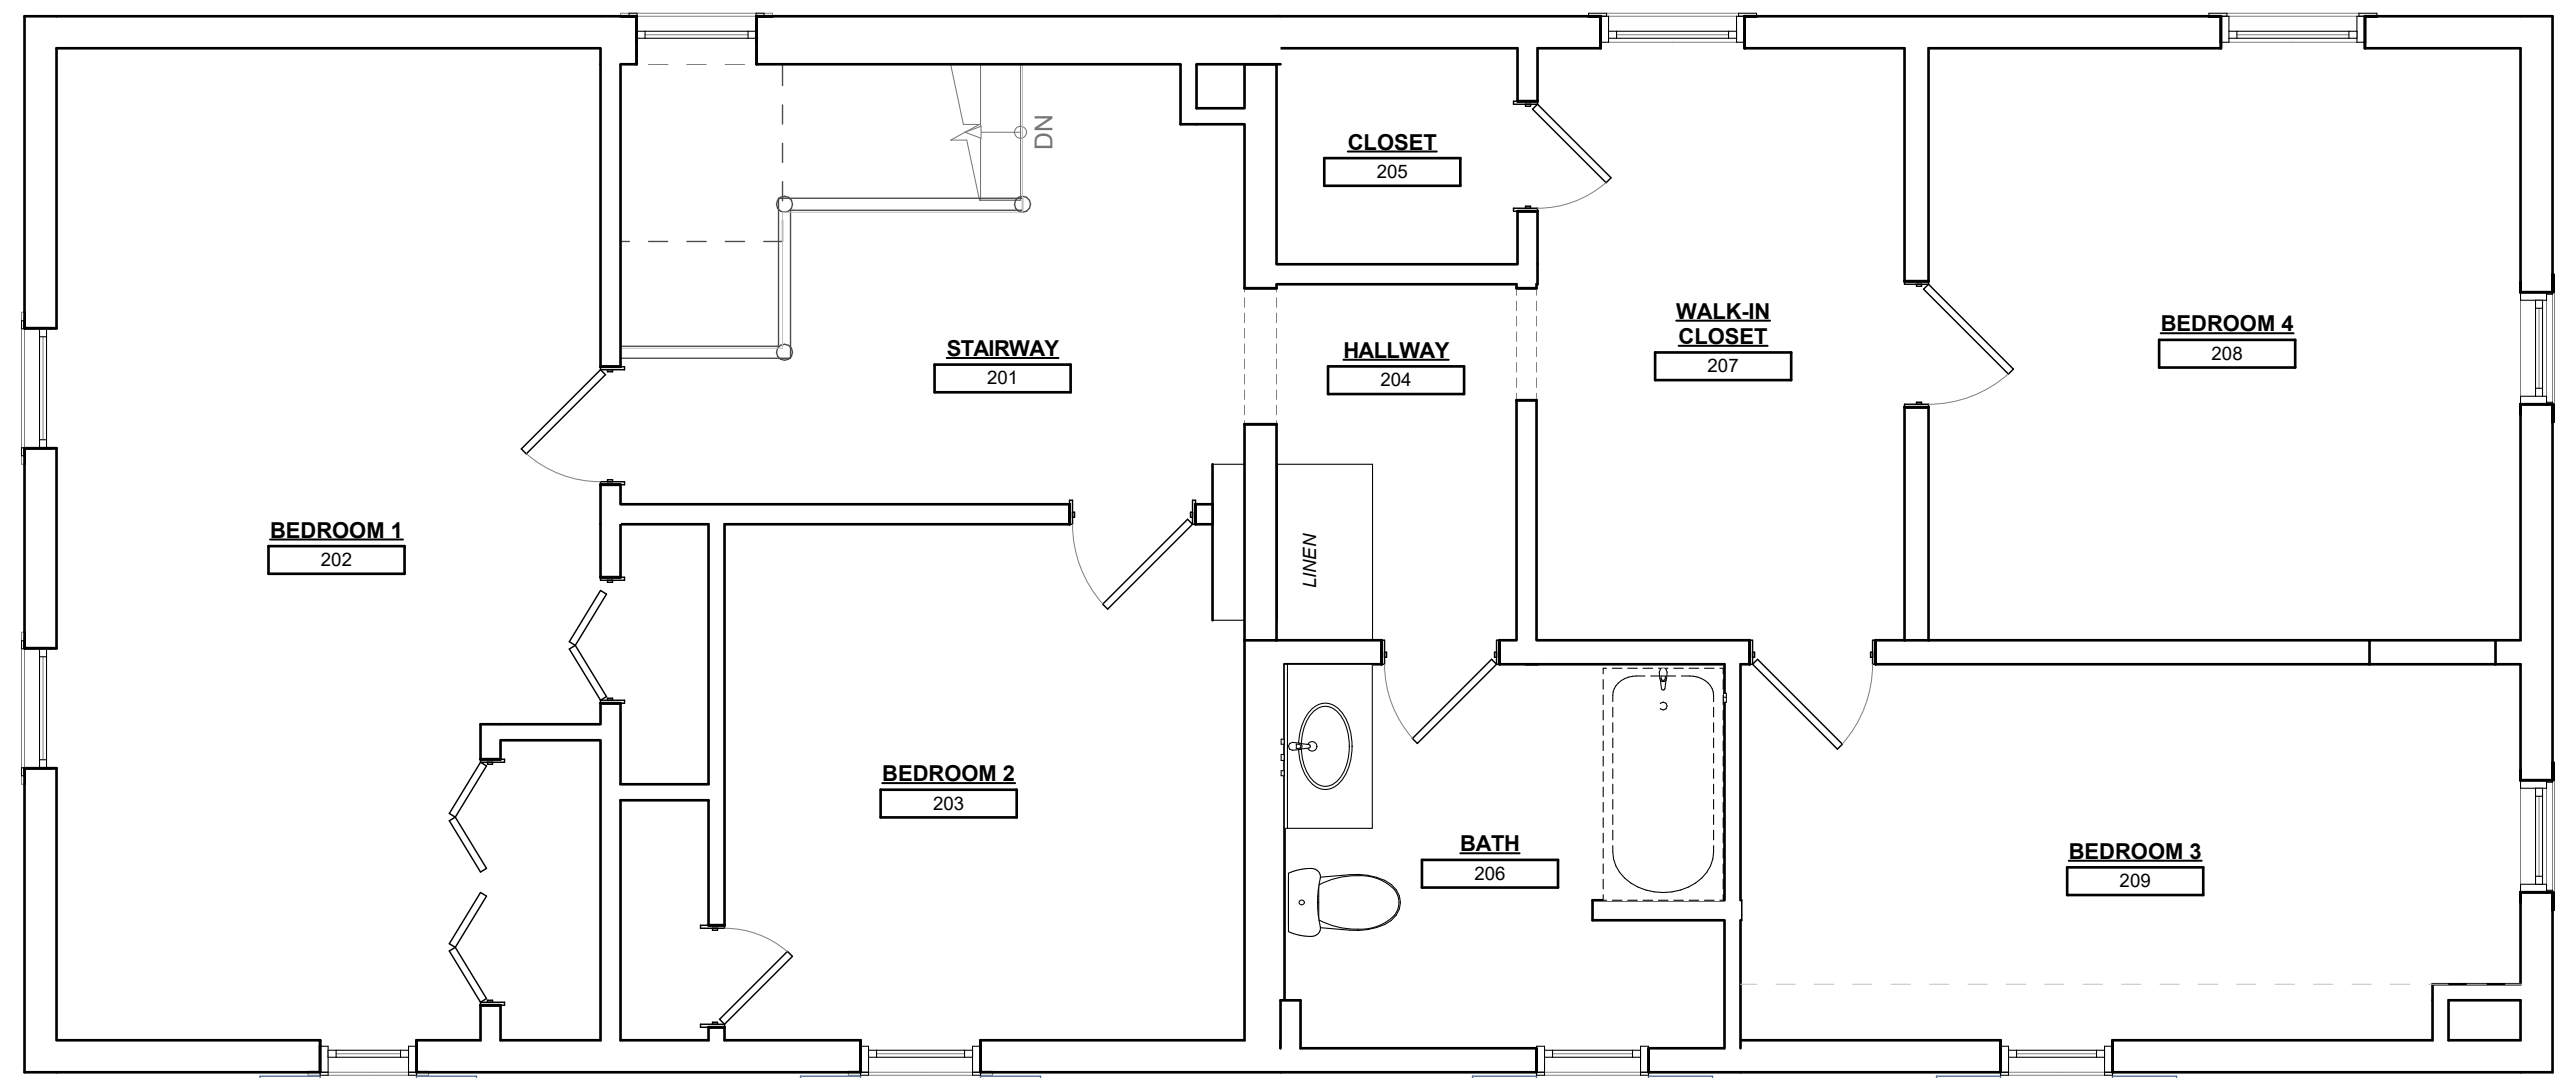 DN
CLOSET
205
WALK-IN
CLOSET
207
BEDROOM 4
208
STAIRWAY
201
HALLWAY
204
BEDROOM 1
202
LINEN
BEDROOM 2
203
BATH
206
BEDROOM 3
209